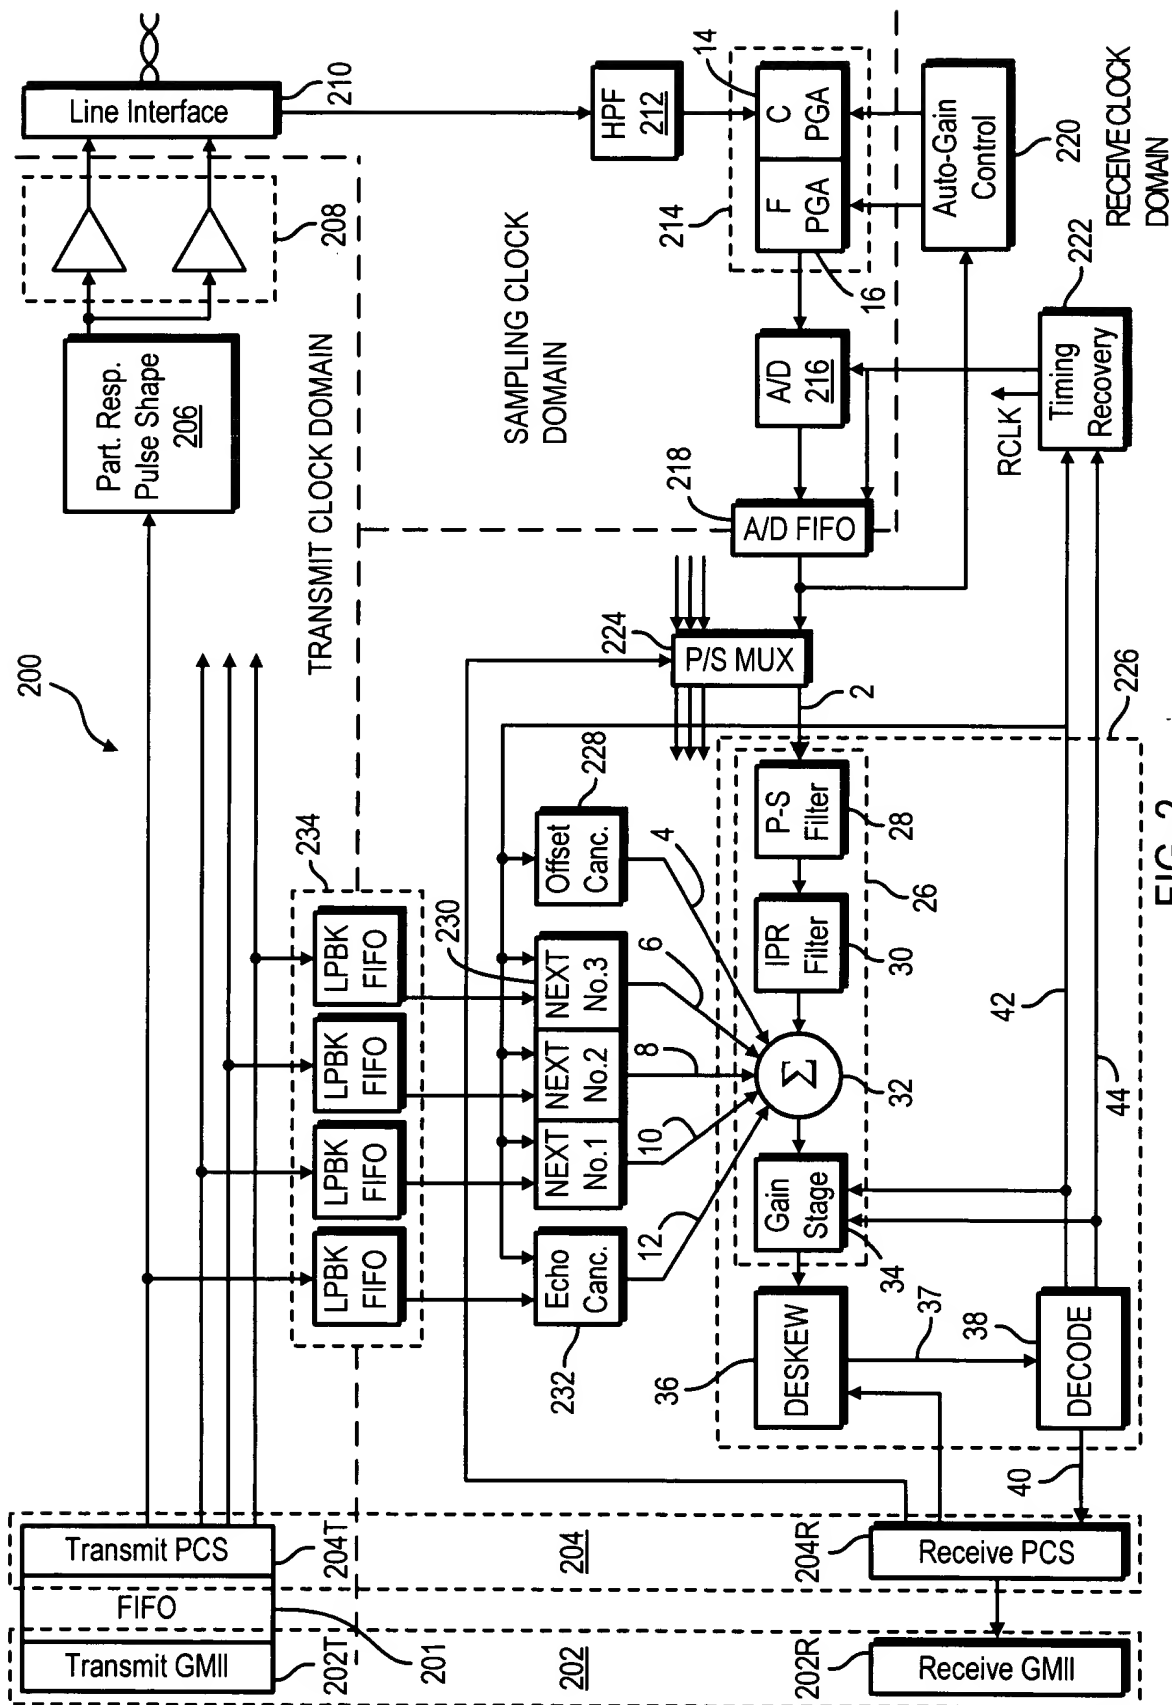 200
Transmit GMII
202T
FIFO
201
Transmit PCS
204T
202
204
Part. Resp.
Pulse Shape
206
208
Line Interface
210
TRANSMIT CLOCK DOMAIN
234
LPBK
FIFO
LPBK
FIFO
LPBK
FIFO
LPBK
FIFO
SAMPLING CLOCK
DOMAIN
HPF
212
Echo
Canc.
232
NEXT
No.1
NEXT
No.2
NEXT
No.3
230
Offset
Canc.
228
12
10
8
6
4
224
P/S MUX
2
218
A/D FIFO
A/D
216
214
F
PGA
C
PGA
14
16
36
DESKEW
Gain
Stage
34
Σ
32
IPR
Filter
30
P-S
Filter
28
26
37
38
DECODE
40
42
44
226
RCLK
Timing
Recovery
222
Auto-Gain
Control
220
RECEIVE CLOCK
DOMAIN
204R
Receive PCS
202R
Receive GMII